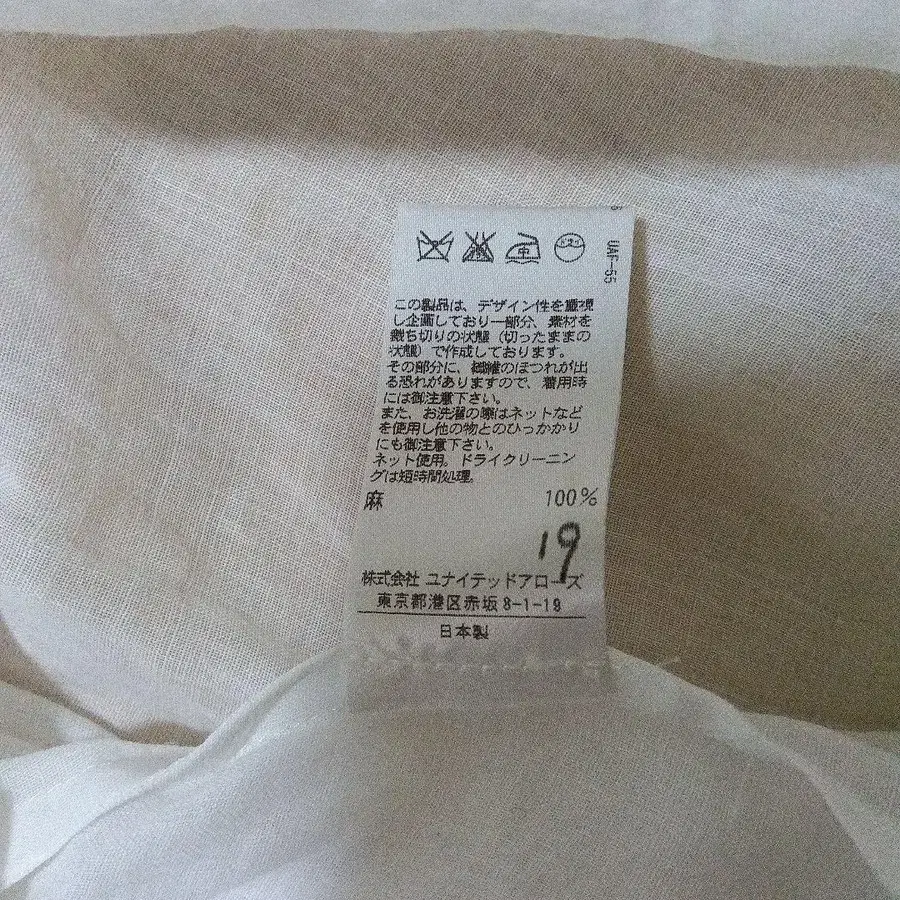 UAF-55
中
ドライ
この製品は、デザイン性を重視
し企画しており一部分、素材を
裁ち切りの状態（切ったままの
状態）で作成しております。
その部分に、繊維のほつれが出
る恐れがありますので、着用時
には御注意下さい。
また、お洗濯の際はネットなど
を使用し他の物とのひっかかり
にも御注意下さい。
ネット使用。ドライクリーニン
グは短時間処理。
麻 100%
19
株式会社 ユナイテッドアローズ
東京都港区赤坂8-1-19
日本製